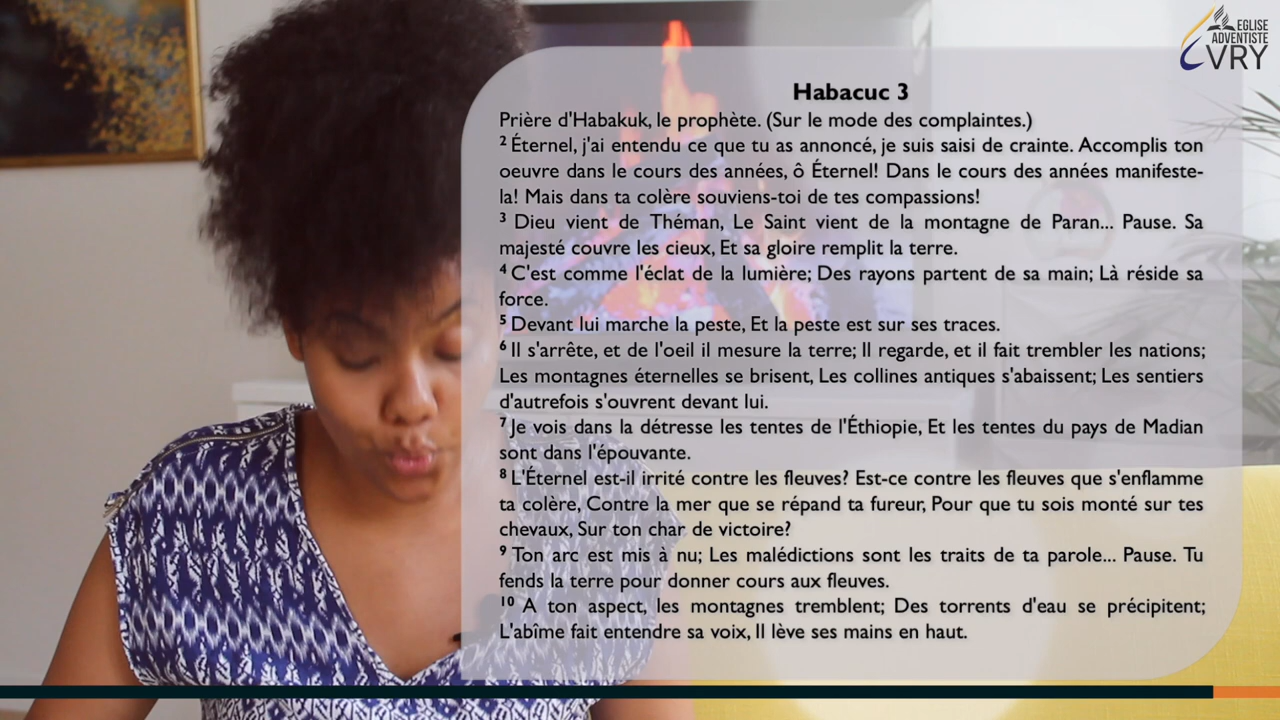 EGLISE
ADVENTISTE
VRY
Habacuc 3
Prière d'Habakuk, le prophète. (Sur le mode des complaintes.)
2 Éternel, j'ai entendu ce que tu as annoncé, je suis saisi de crainte. Accomplis ton
oeuvre dans le cours des années, ô Éternel! Dans le cours des années manifeste-
la! Mais dans ta colère souviens-toi de tes compassions!
3 Dieu vient de Théman, Le Saint vient de la montagne de Paran... Pause. Sa
majesté couvre les cieux, Et sa gloire remplit la terre.
4 C'est comme l'éclat de la lumière; Des rayons partent de sa main; Là réside sa
force.
5 Devant lui marche la peste, Et la peste est sur ses traces.
6 Il s'arrête, et de l'oeil il mesure la terre; Il regarde, et il fait trembler les nations;
Les montagnes éternelles se brisent, Les collines antiques s'abaissent; Les sentiers
d'autrefois s'ouvrent devant lui.
7 Je vois dans la détresse les tentes de l'Éthiopie, Et les tentes du pays de Madian
sont dans l'épouvante.
8 L'Éternel est-il irrité contre les fleuves? Est-ce contre les fleuves que s'enflamme
ta colère, Contre la mer que se répand ta fureur, Pour que tu sois monté sur tes
chevaux, Sur ton char de victoire?
9 Ton arc est mis à nu; Les malédictions sont les traits de ta parole... Pause. Tu
fends la terre pour donner cours aux fleuves.
10 A ton aspect, les montagnes tremblent; Des torrents d'eau se précipitent;
L'abîme fait entendre sa voix, Il lève ses mains en haut.